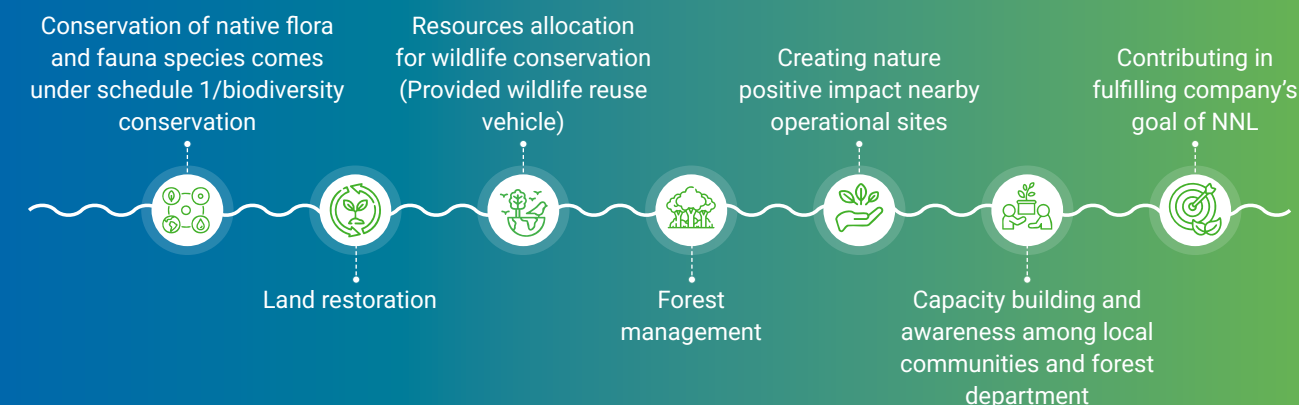 Conservation of native flora
and fauna species comes
under schedule 1/biodiversity
conservation
Land restoration
Resources allocation
for wildlife conservation
(Provided wildlife reuse
vehicle)
Forest
management
Creating nature
positive impact nearby
operational sites
Capacity building and
awareness among local
communities and forest
department
Contributing in
fulfilling company's
goal of NNL